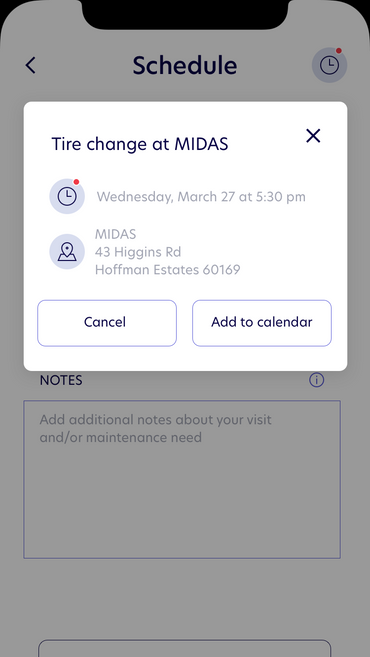 Schedule
Tire change at MIDAS
Wednesday, March 27 at 5:30 pm
MIDAS
43 Higgins Rd
Hoffman Estates 60169
Cancel
Add to calendar
NOTES
Add additional notes about your visit
and/or maintenance need